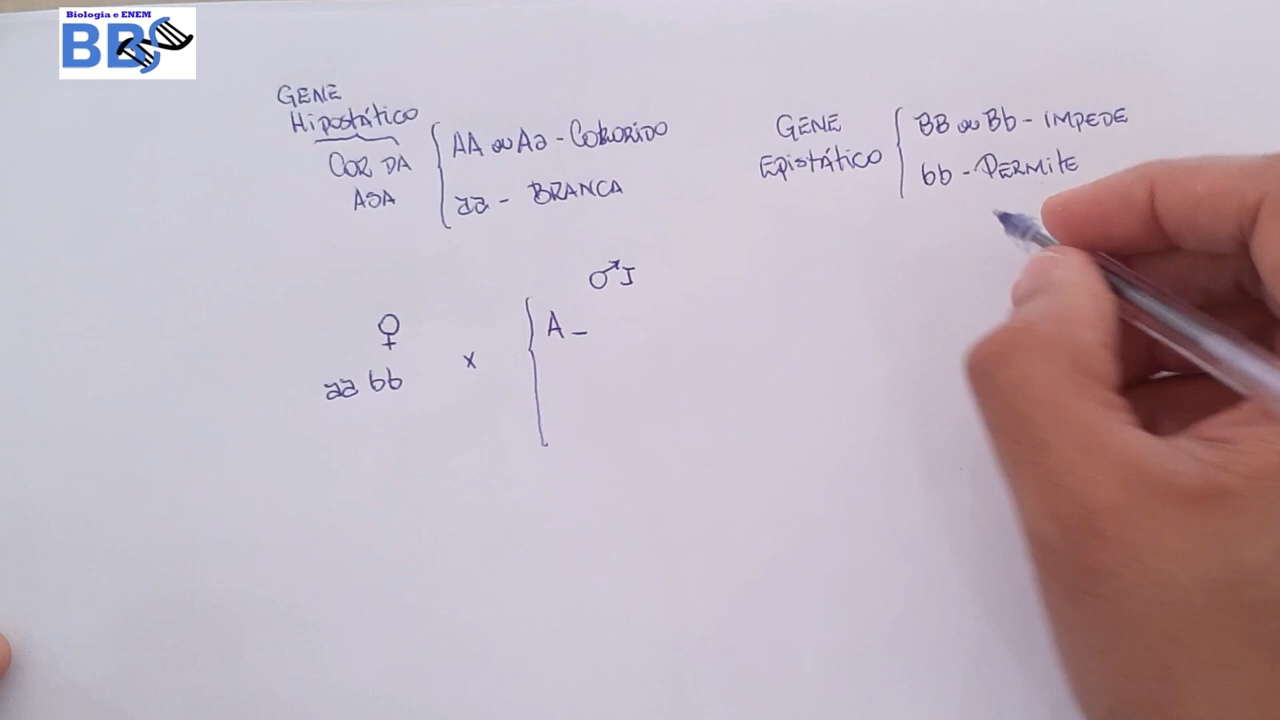 Biologia e ENEM
BBS
GENE
Hipostático
COR DA
ASA
AA ou Aa - COLORIDO
aa - BRANCA
GENE
Epistático
BB ou Bb - IMPEDE
bb - PERMITE
♀
aa bb
x
♂ I
A _